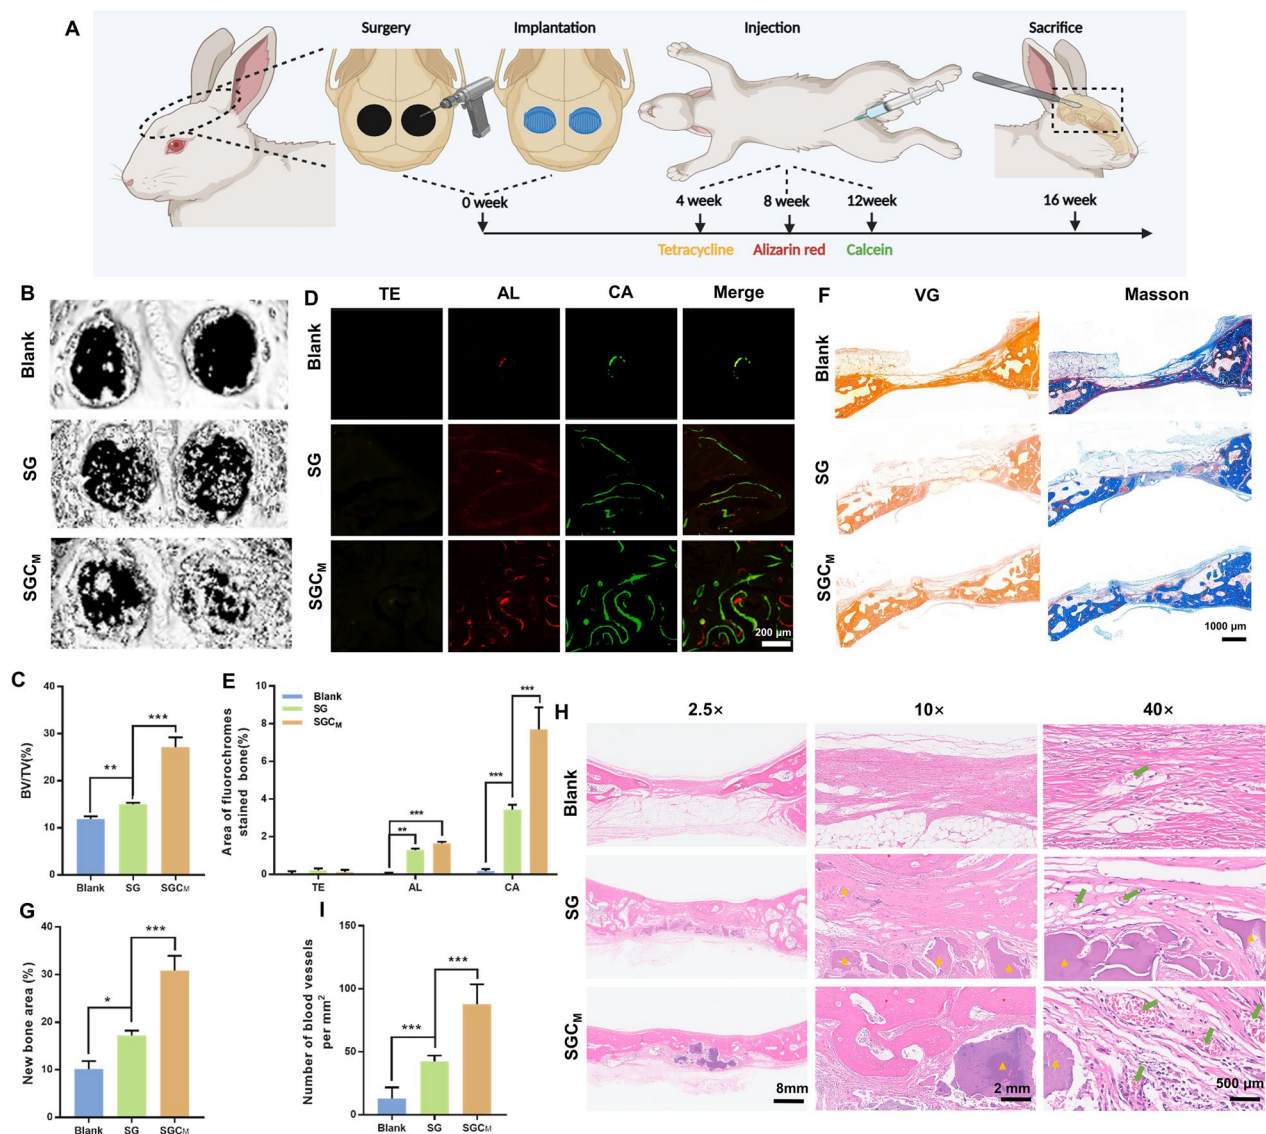 A
Surgery
Implantation
Injection
Sacrifice
0 week
4 week
8 week
12week
16 week
Tetracycline
Alizarin red
Calcein
B
Blank
SG
SGCM
D
TE
AL
CA
Merge
Blank
SG
SGCM
200 μm
F
VG
Masson
Blank
SG
SGCM
1000 μm
C
BV/TV(%)
40
30
20
10
0
**
***
Blank
SG
SGCM
E
Area of fluorochromes
stained bone(%)
10
8
6
4
2
0
Blank
SG
SGCM
**
***
***
***
TE
AL
CA
G
New bone area (%)
40
30
20
10
0
*
***
Blank
SG
SGCM
I
Number of blood vessels
per mm2
150
100
50
0
***
***
Blank
SG
SGCM
H
2.5×
10×
40×
Blank
SG
SGCM
8mm
2 mm
500 μm